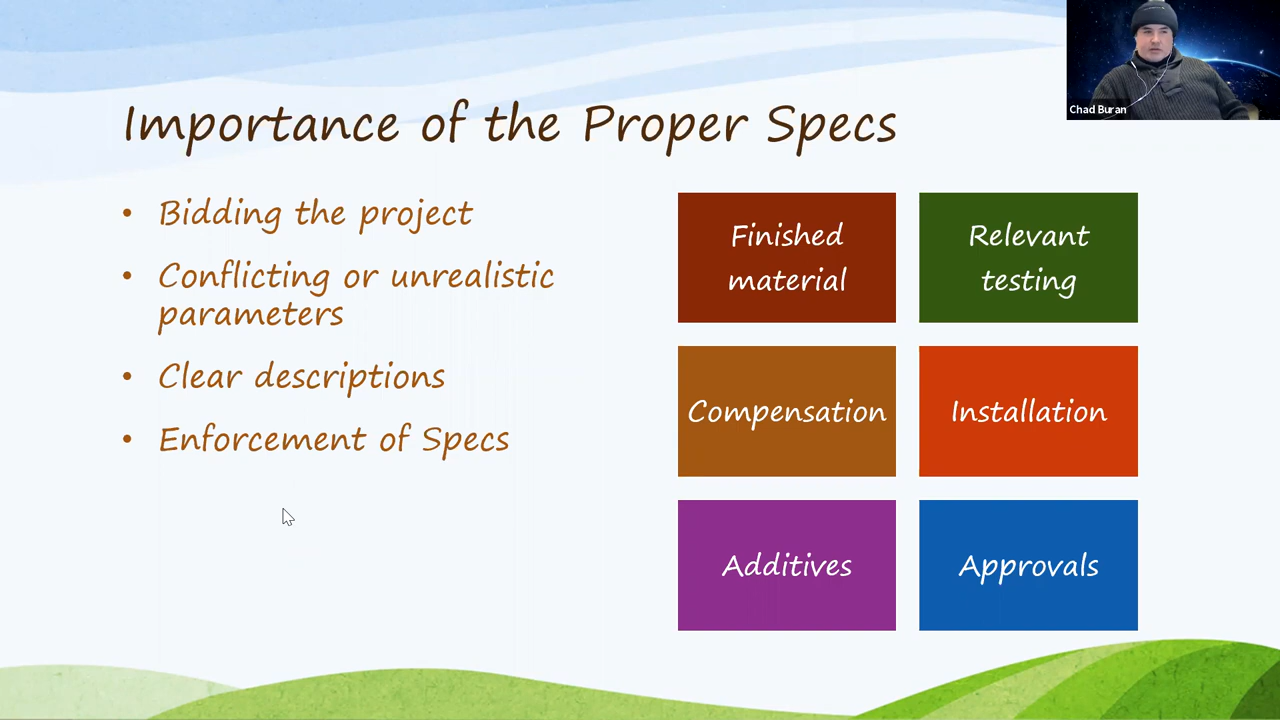 Chad Buran
Importance of the Proper Specs
• Bidding the project
• Conflicting or unrealistic
parameters
• Clear descriptions
• Enforcement of Specs
Finished
material
Relevant
testing
Compensation
Installation
Additives
Approvals